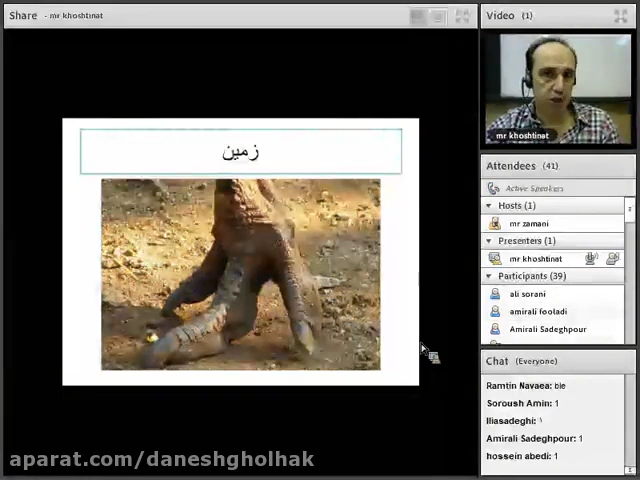 Share - mr khoshtinat
زمین
Video (1)
mr khoshtinat
Attendees (41)
Active Speakers
Hosts (1)
mr zamani
Presenters (1)
mr khoshtinat
Participants (39)
ali sorani
amirali fooladi
Amirali Sadeghpour
Chat (Everyone)
Ramtin Navaea: ble
Soroush Amin: 1
Iliasadeghi: ۱
Amirali Sadeghpour: 1
hossein abedi: 1
aparat.com/daneshgholhak